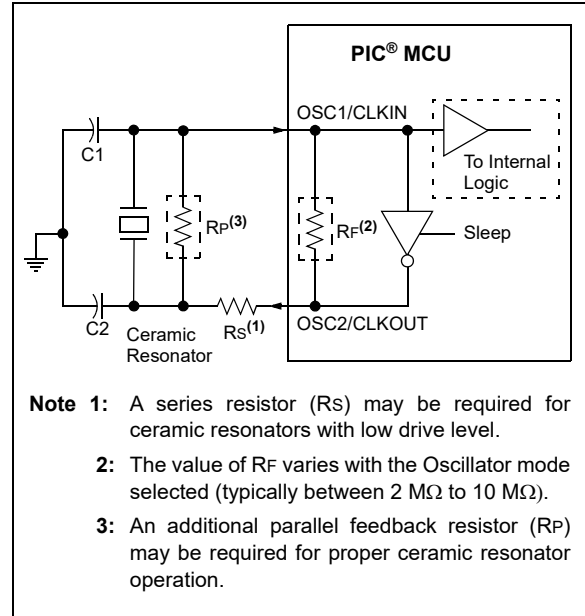 PIC® MCU
OSC1/CLKIN
C1
To Internal
Logic
RP(3)
RF(2)
Sleep
C2
Ceramic
Resonator
RS(1)
OSC2/CLKOUT
Note 1: A series resistor (RS) may be required for
ceramic resonators with low drive level.
2: The value of RF varies with the Oscillator mode
selected (typically between 2 MΩ to 10 MΩ).
3: An additional parallel feedback resistor (RP)
may be required for proper ceramic resonator
operation.